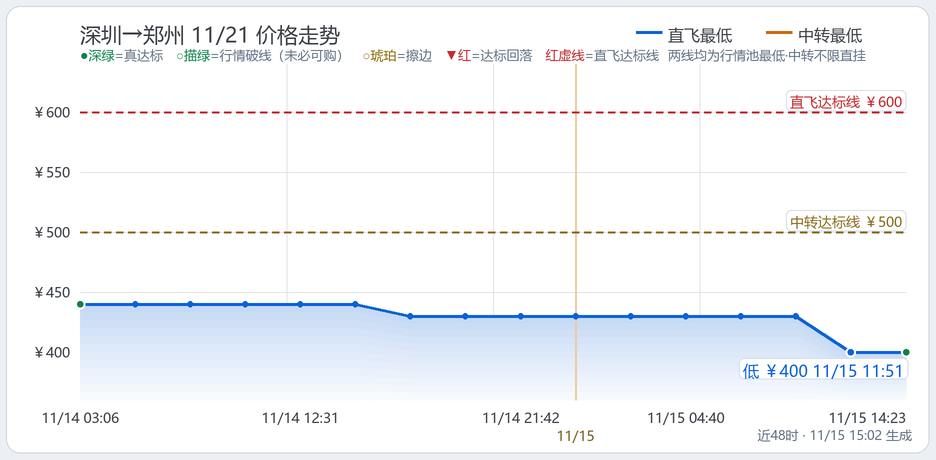 深圳→郑州 11/21 价格走势
直飞最低 中转最低
●深绿=真达标 ○描绿=行情破线（未必可购） ○琥珀=擦边 ▼红=达标回落 红虚线=直飞达标线 两线均为行情池最低·中转不限直挂
¥600
直飞达标线 ¥600
¥550
¥500
中转达标线 ¥500
¥450
¥400
低 ¥400 11/15 11:51
11/14 03:06 11/14 12:31 11/14 21:42 11/15 04:40 11/15 14:23
11/15
近48时 · 11/15 15:02 生成